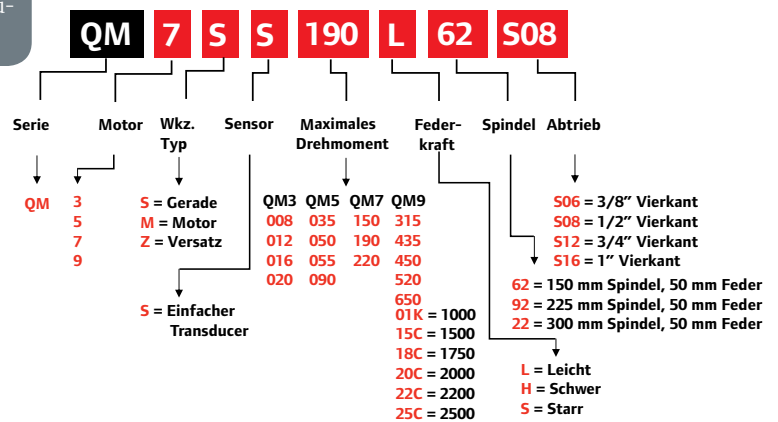 u-
QM 7 S S 190 L 62 S08
Serie Motor Wkz. Typ Sensor Maximales Drehmoment Feder- kraft Spindel Abtrieb
QM
3
5
7
9
S = Gerade
M = Motor
Z = Versatz
S = Einfacher
Transducer
QM3 QM5 QM7 QM9
008 035 150 315
012 050 190 435
016 055 220 450
020 090 520
650
01K = 1000
15C = 1500
18C = 1750
20C = 2000
22C = 2200
25C = 2500
L = Leicht
H = Schwer
S = Starr
62 = 150 mm Spindel, 50 mm Feder
92 = 225 mm Spindel, 50 mm Feder
22 = 300 mm Spindel, 50 mm Feder
S06 = 3/8” Vierkant
S08 = 1/2” Vierkant
S12 = 3/4” Vierkant
S16 = 1” Vierkant